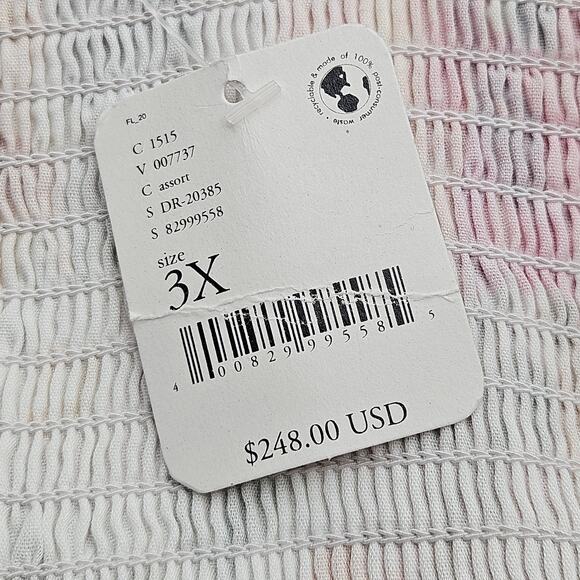 FL_20
recyclable & made of 100% post-consumer waste •
C 1515
V 007737
C assort
S DR-20385
S 82999558
size
3X
4 00829 99558 5
$248.00 USD